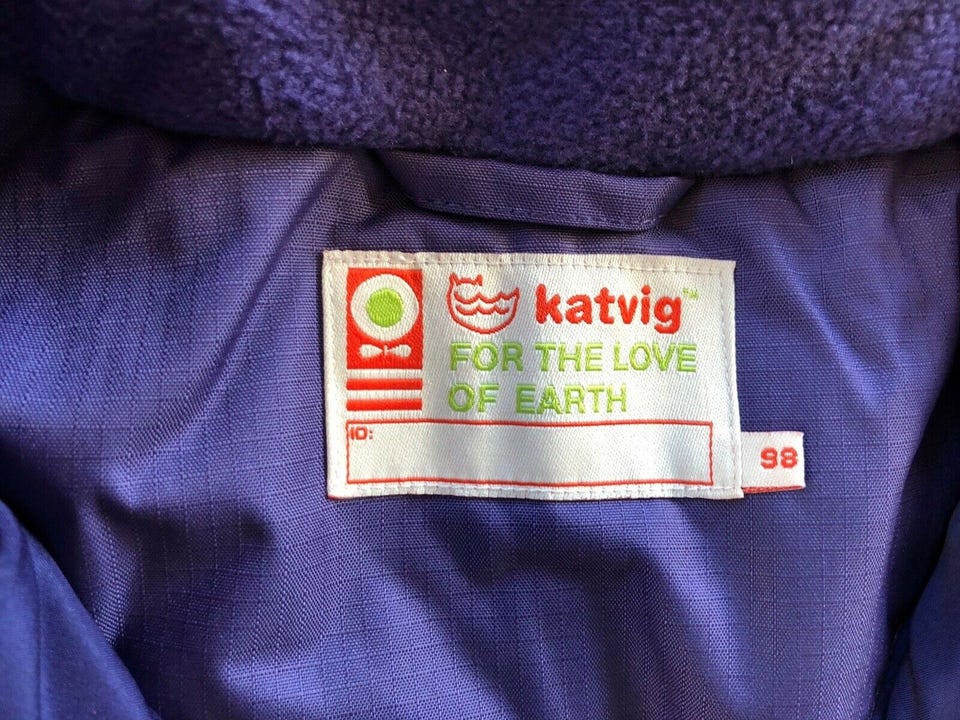 katvig™
FOR THE LOVE
OF EARTH
ID:
98